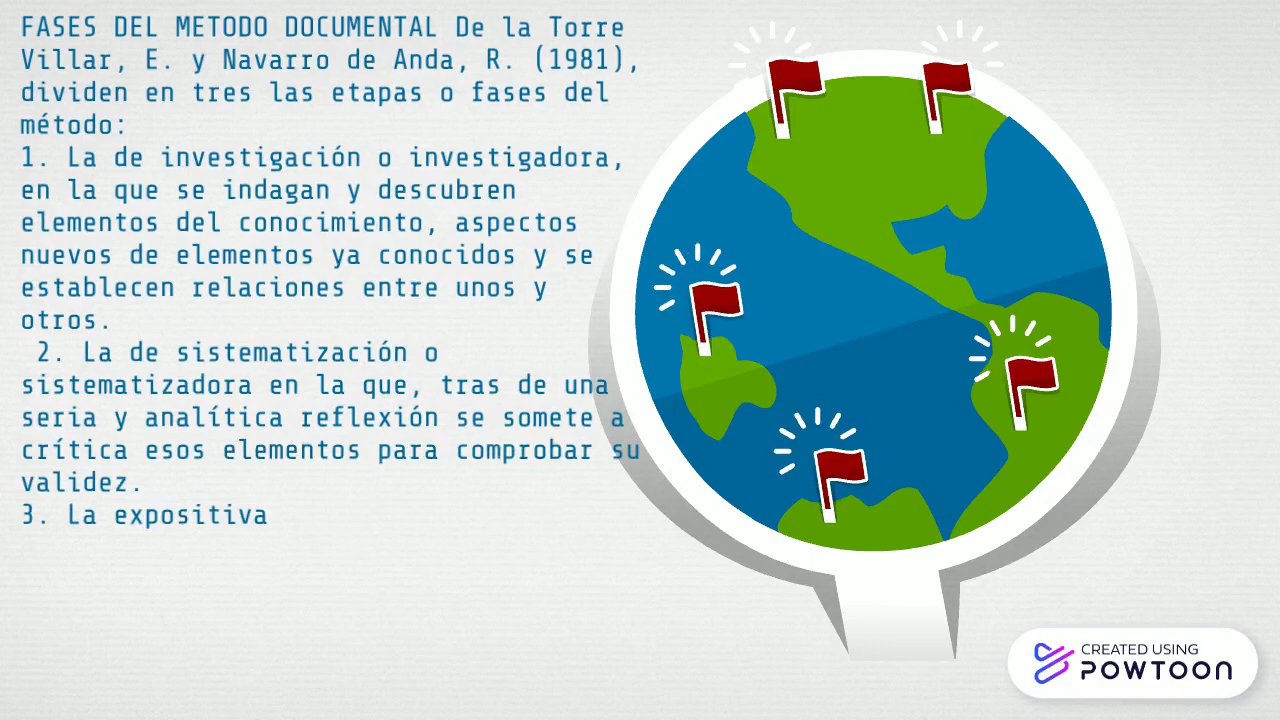 FASES DEL METODO DOCUMENTAL De la Torre
Villar, E. y Navarro de Anda, R. (1981),
dividen en tres las etapas o fases del
método:
1. La de investigación o investigadora,
en la que se indagan y descubren
elementos del conocimiento, aspectos
nuevos de elementos ya conocidos y se
establecen relaciones entre unos y
otros.
2. La de sistematización o
sistematizadora en la que, tras de una
seria y analítica reflexión se somete a
crítica esos elementos para comprobar su
validez.
3. La expositiva
CREATED USING
POWTOON